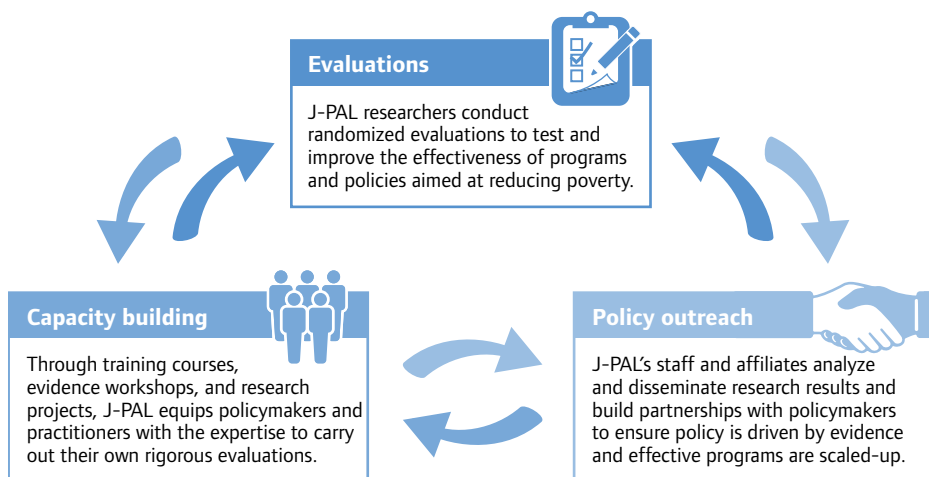 Evaluations
J-PAL researchers conduct
randomized evaluations to test and
improve the effectiveness of programs
and policies aimed at reducing poverty.
Capacity building
Through training courses,
evidence workshops, and research
projects, J-PAL equips policymakers and
practitioners with the expertise to carry
out their own rigorous evaluations.
Policy outreach
J-PAL’s staff and affiliates analyze
and disseminate research results and
build partnerships with policymakers
to ensure policy is driven by evidence
and effective programs are scaled-up.